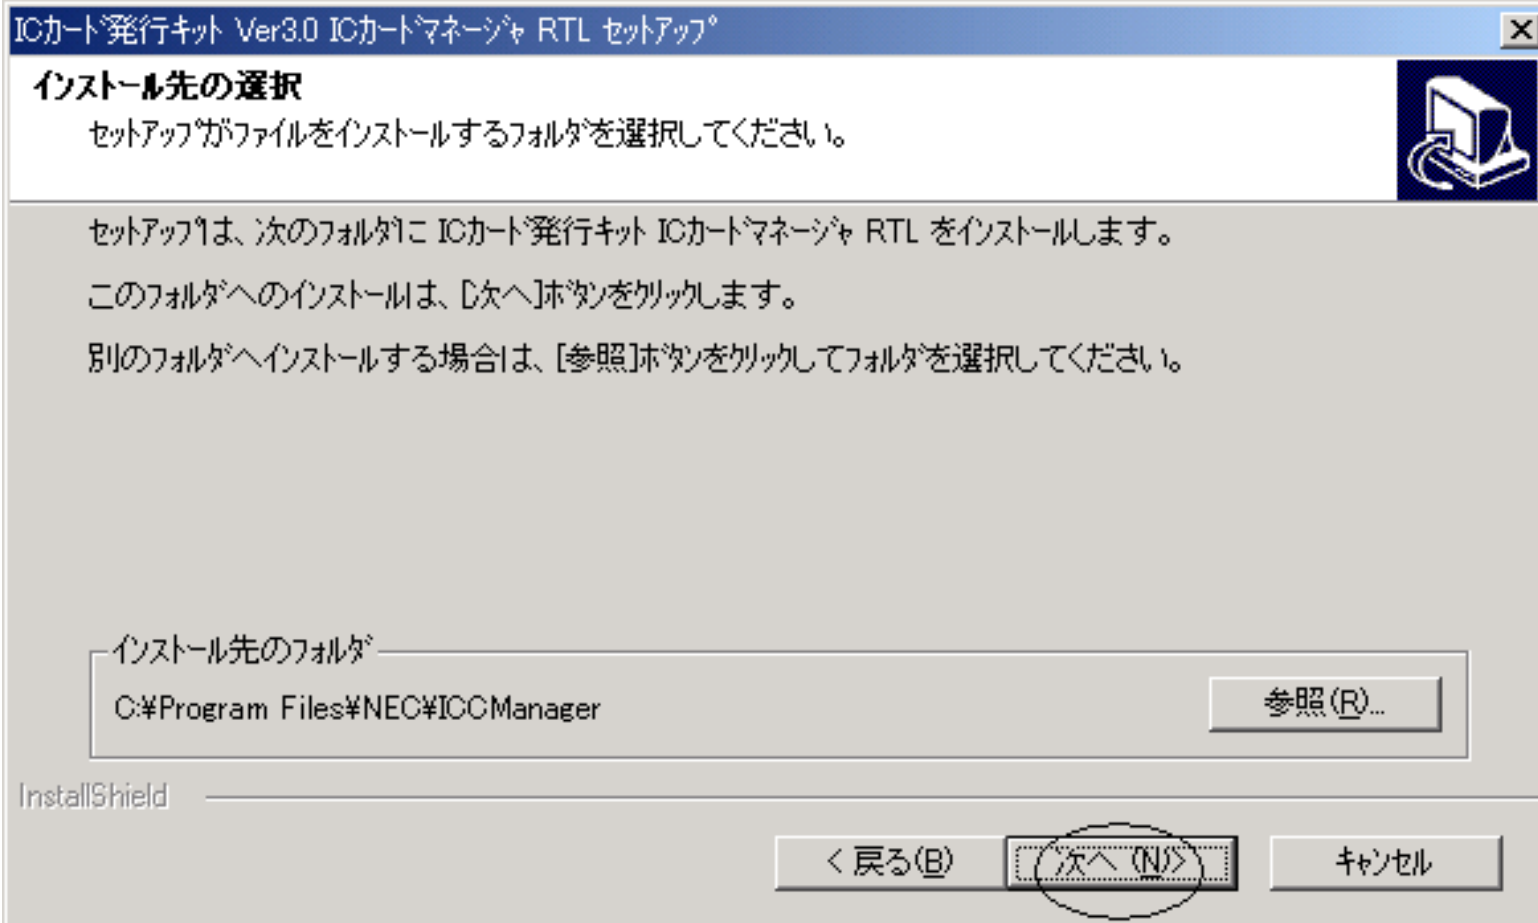 ICカード発行キット Ver3.0 ICカードマネージャ RTL セットアップ
インストール先の選択
セットアップがファイルをインストールするフォルダを選択してください。
セットアップは、次のフォルダに ICカード発行キット ICカードマネージャ RTL をインストールします。
このフォルダへのインストールは、[次へ]ボタンをクリックします。
別のフォルダへインストールする場合は、[参照]ボタンをクリックしてフォルダを選択してください。
インストール先のフォルダ
C:¥Program Files¥NEC¥ICCManager
参照(R)...
InstallShield
< 戻る(B)
次へ (N)>
キャンセル